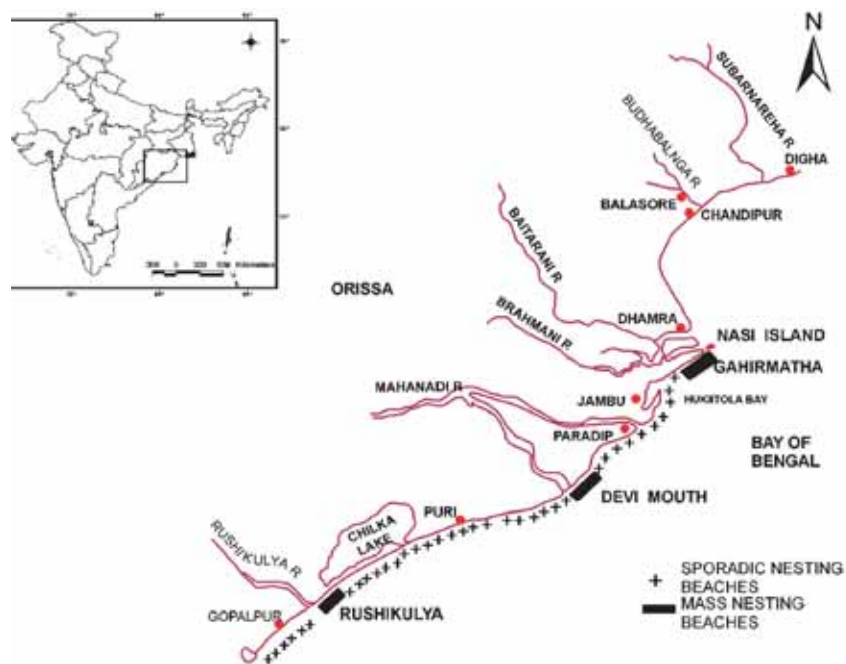 N
SUBARNAREHA R
BUDHABALNGA R
DIGHA
BALASORE
CHANDIPUR
BAITARANI R
ORISSA
BRAHMANI R.
DHAMRA
NASI ISLAND
GAHIRMATHA
MAHANADI R
JAMBU
HUKITOLA BAY
PARADIP
BAY OF
BENGAL
DEVI MOUTH
PURI
CHILKA
LAKE
RUSHIKULYA R
GOPALPUR
RUSHIKULYA
SPORADIC NESTING
BEACHES
MASS NESTING
BEACHES